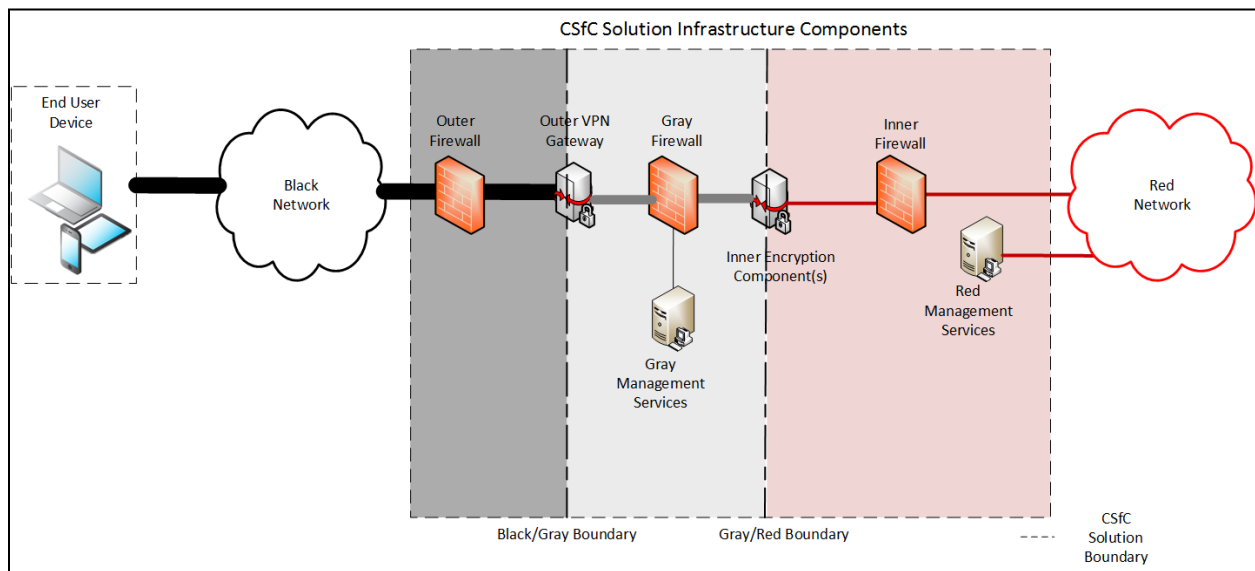 CSfC Solution Infrastructure Components
End User
Device
Black
Network
Outer
Firewall
Outer VPN
Gateway
Gray
Firewall
Gray
Management
Services
Inner Encryption
Component(s)
Inner
Firewall
Red
Management
Services
Red
Network
Black/Gray Boundary
Gray/Red Boundary
CSfC
Solution
Boundary